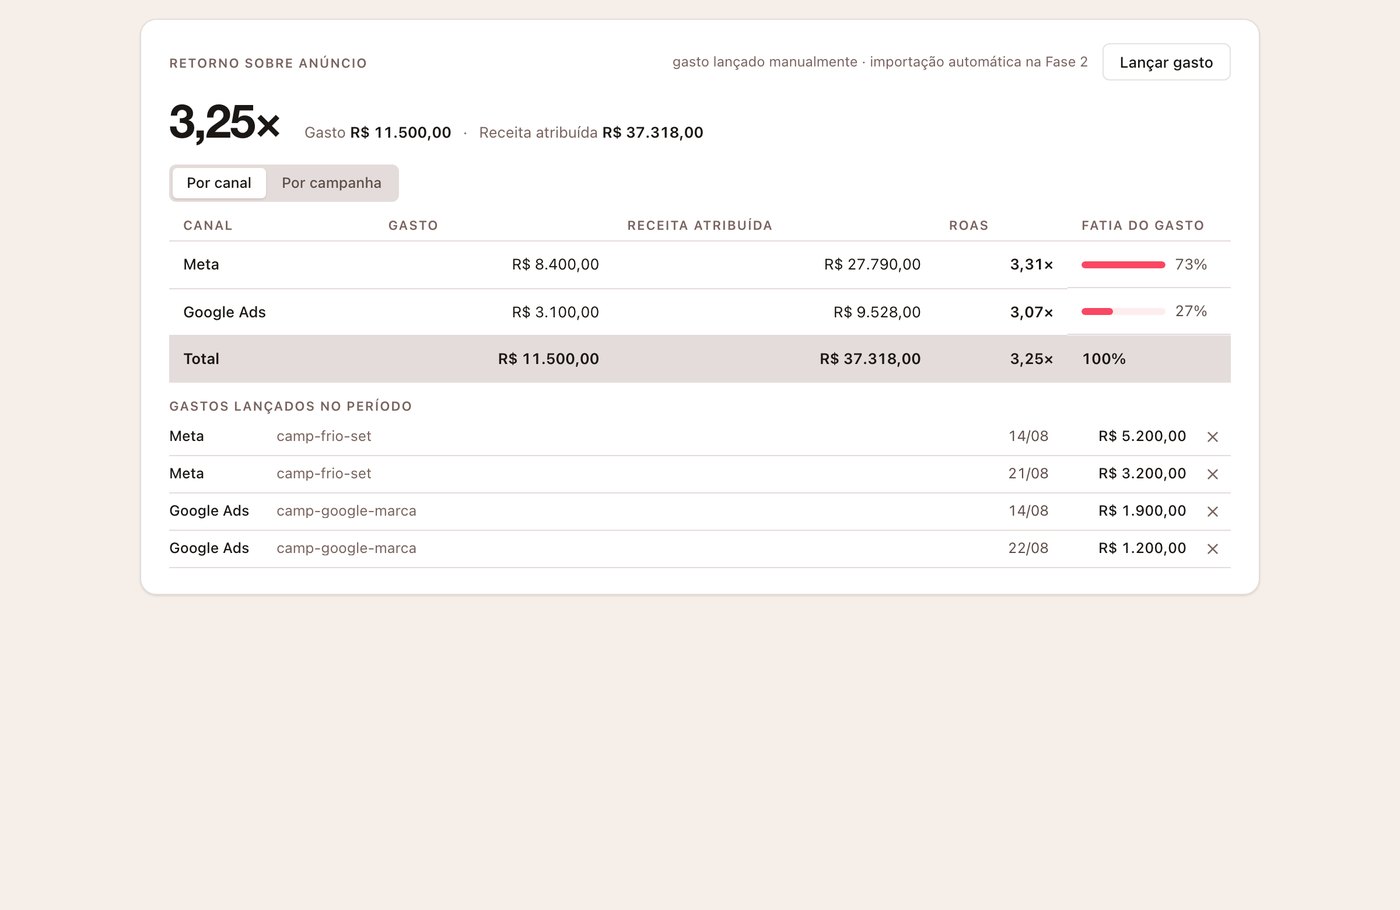 RETORNO SOBRE ANÚNCIO
gasto lançado manualmente · importação automática na Fase 2
Lançar gasto
3,25× Gasto R$ 11.500,00 · Receita atribuída R$ 37.318,00
Por canal Por campanha
CANAL GASTO RECEITA ATRIBUÍDA ROAS FATIA DO GASTO
Meta R$ 8.400,00 R$ 27.790,00 3,31× 73%
Google Ads R$ 3.100,00 R$ 9.528,00 3,07× 27%
Total R$ 11.500,00 R$ 37.318,00 3,25× 100%
GASTOS LANÇADOS NO PERÍODO
Meta camp-frio-set 14/08 R$ 5.200,00 ×
Meta camp-frio-set 21/08 R$ 3.200,00 ×
Google Ads camp-google-marca 14/08 R$ 1.900,00 ×
Google Ads camp-google-marca 22/08 R$ 1.200,00 ×